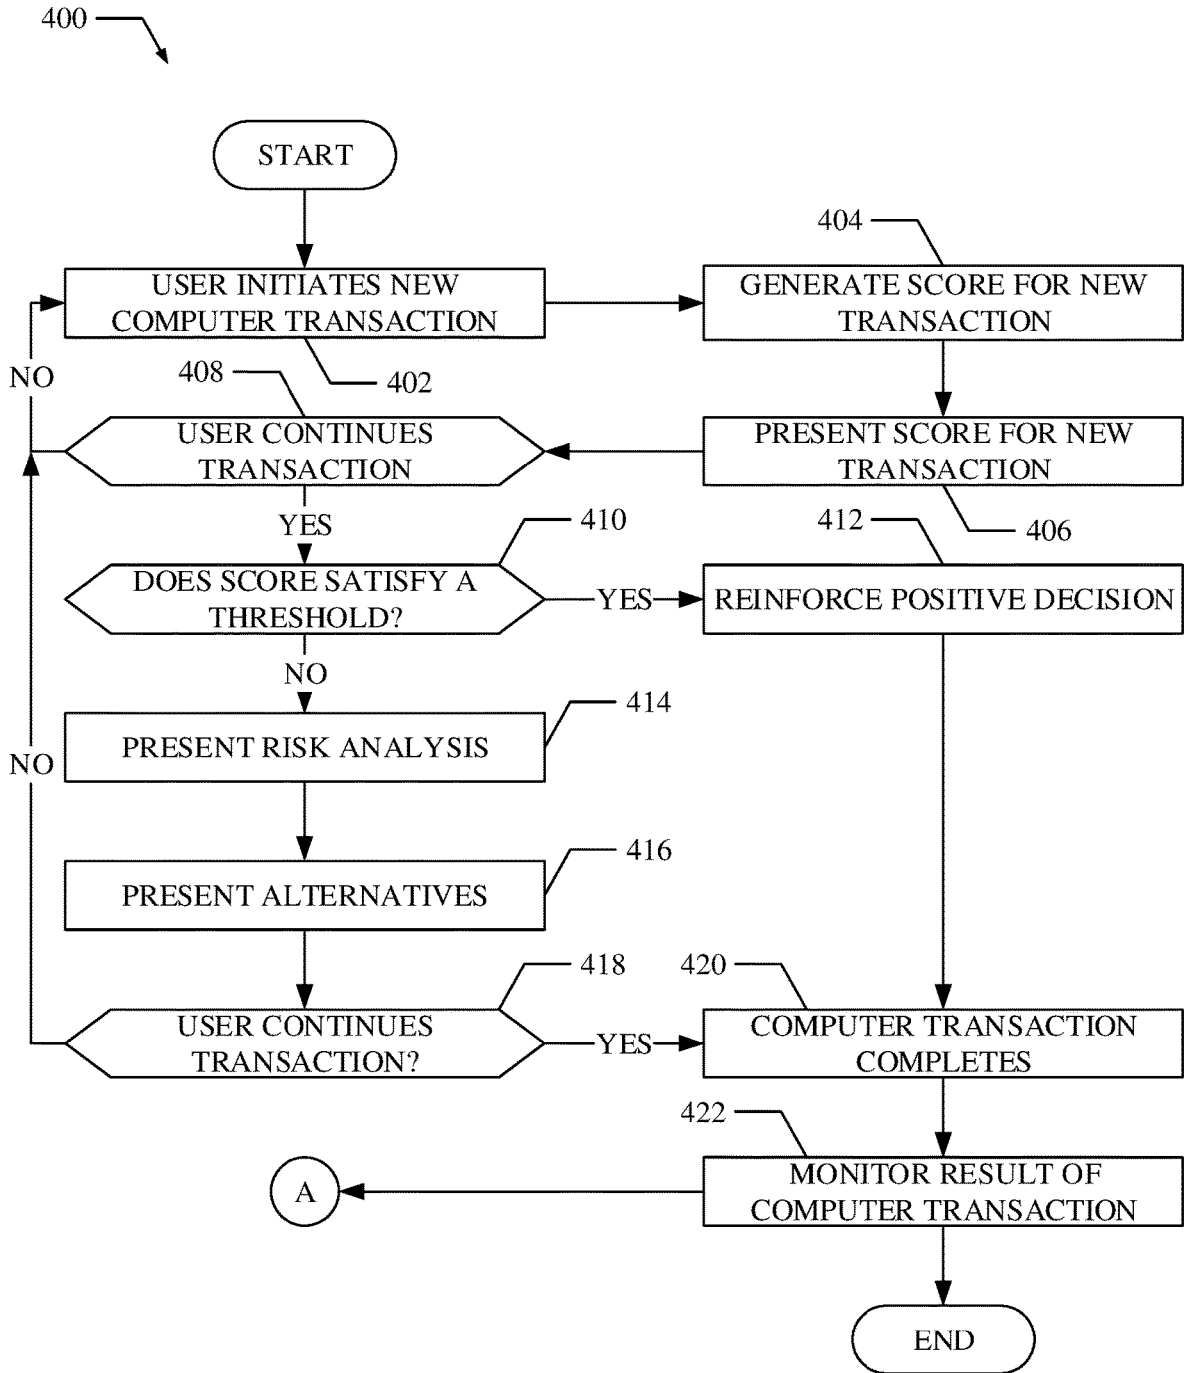 400
START
404
USER INITIATES NEW
COMPUTER TRANSACTION
GENERATE SCORE FOR NEW
TRANSACTION
NO
408
402
USER CONTINUES
TRANSACTION
PRESENT SCORE FOR NEW
TRANSACTION
YES
410
412
406
DOES SCORE SATISFY A
THRESHOLD?
YES
REINFORCE POSITIVE DECISION
NO
414
PRESENT RISK ANALYSIS
NO
416
PRESENT ALTERNATIVES
418
420
USER CONTINUES
TRANSACTION?
YES
COMPUTER TRANSACTION
COMPLETES
422
A
MONITOR RESULT OF
COMPUTER TRANSACTION
END